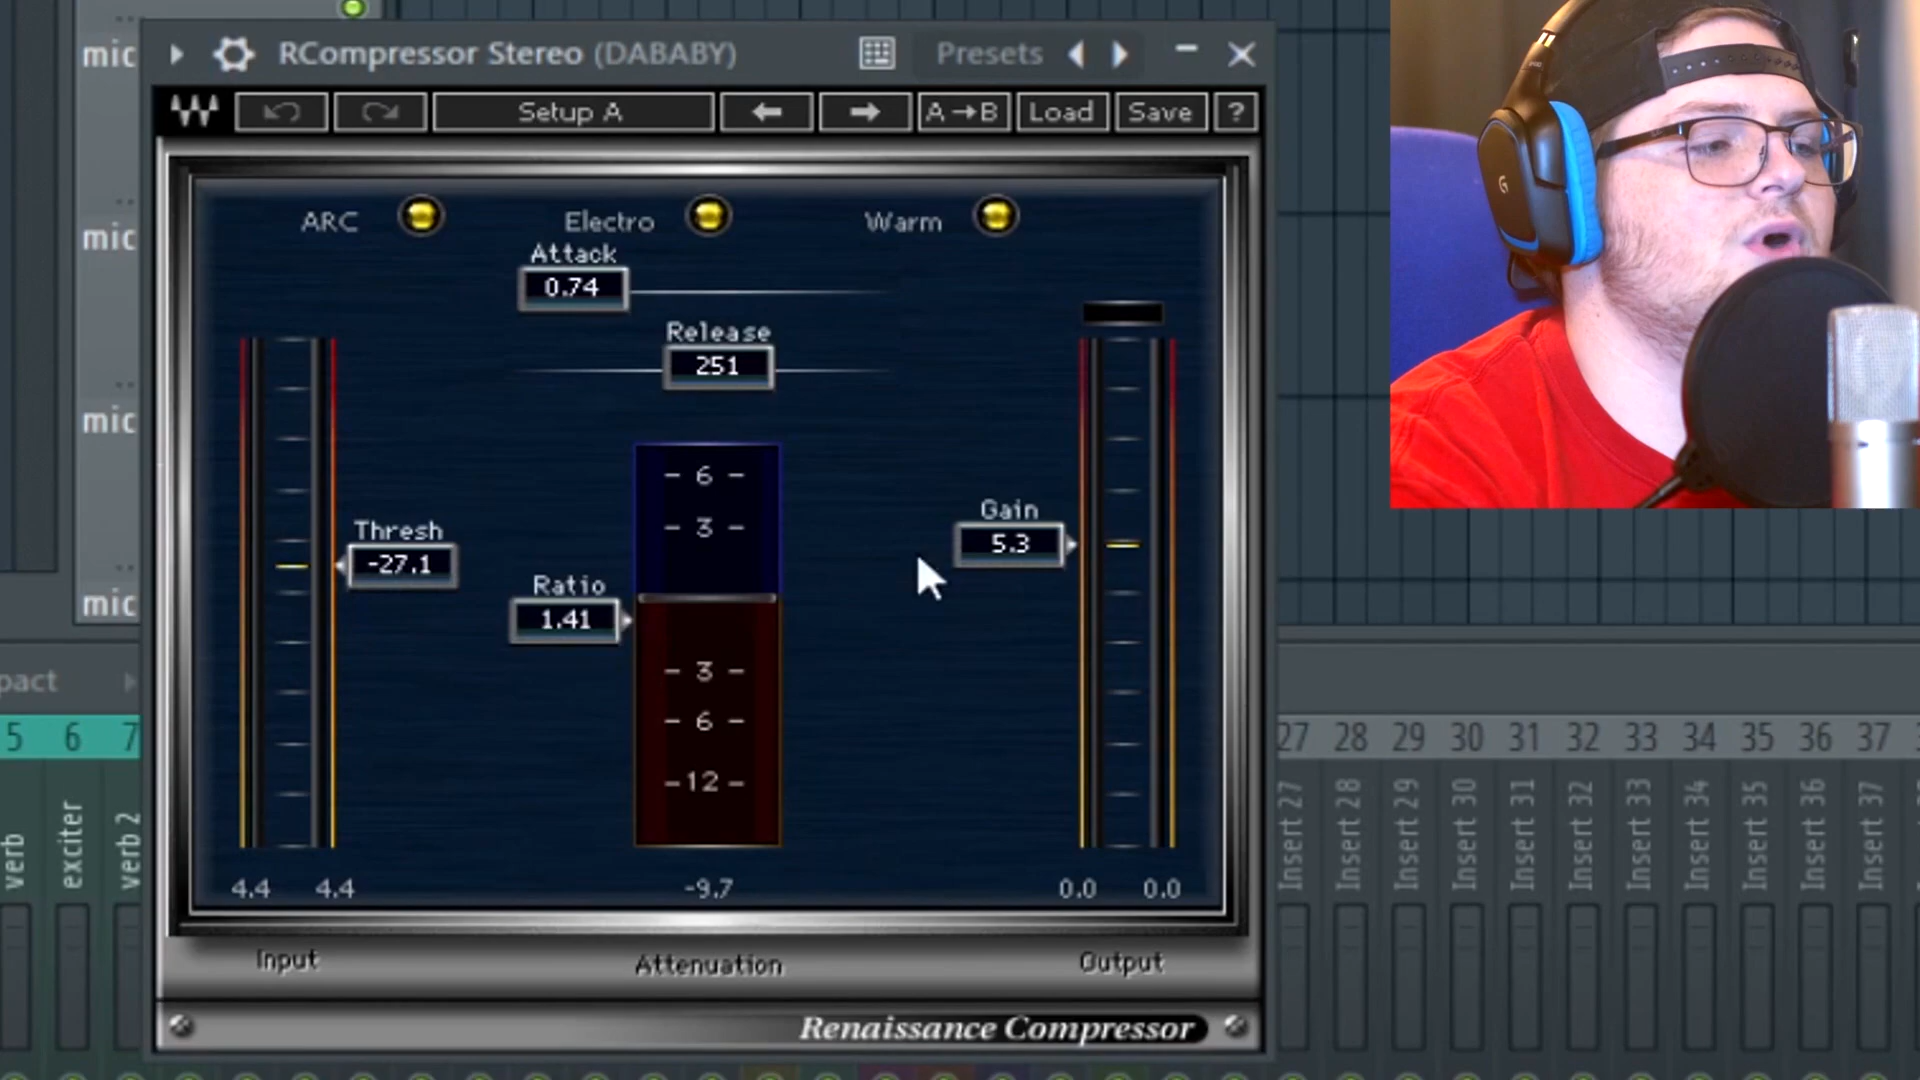 mic
RCompressor Stereo (DABABY)
Presets
Setup A
A→B
Load
Save
?
ARC
Electro
Warm
Attack
0.74
mic
Release
251
mic
6
3
Thresh
-27.1
Gain
5.3
Ratio
1.41
mic
3
6
12
4.4 4.4
-9.7
0.0 0.0
Input
Attenuation
Output
Renaissance Compressor
pact
5 6 7
verb
exciter
verb 2
27 28 29 30 31 32 33 34 35 36 37
Insert 27
Insert 28
Insert 29
Insert 30
Insert 31
Insert 32
Insert 33
Insert 34
Insert 35
Insert 36
Insert 37
G